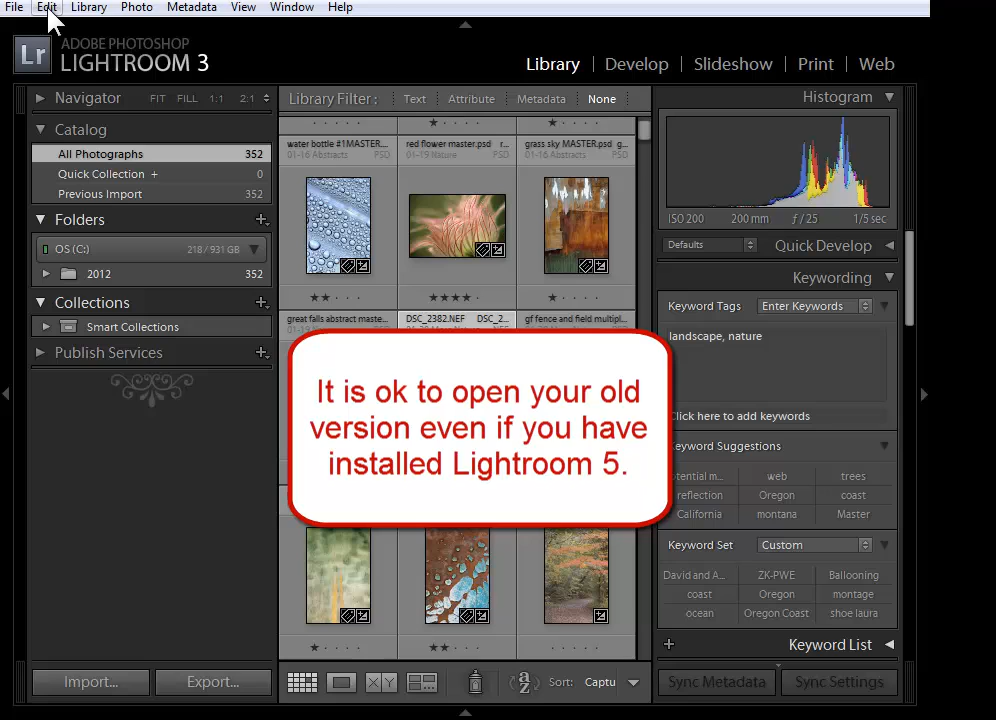 File Edit Library Photo Metadata View Window Help
Lr ADOBE PHOTOSHOP
LIGHTROOM 3
Library | Develop | Slideshow | Print | Web
Navigator FIT FILL 1:1 2:1
Catalog
All Photographs 352
Quick Collection + 0
Previous Import 352
Folders
OS (C:) 218 / 931 GB
2012 352
Collections
Smart Collections
Publish Services
Import...
Export...
Library Filter : Text Attribute Metadata None
water bottle #1MASTER....
01-16 Abstracts PSD
red flower master.psd r...
01-19 Nature PSD
grass sky MASTER.psd g...
01-16 Abstracts PSD
great falls abstract maste...
DSC_2382.NEF DSC_2...
gf fence and field multipl...
It is ok to open your old
version even if you have
installed Lightroom 5.
XY
Sort: Captu
Histogram
ISO 200 200 mm f / 25 1/5 sec
Defaults Quick Develop
Keywording
Keyword Tags Enter Keywords
landscape, nature
Click here to add keywords
Keyword Suggestions
web trees
reflection Oregon coast
California montana Master
Keyword Set Custom
David and A... ZK-PWE Ballooning
coast Oregon montage
ocean Oregon Coast shoe laura
+ Keyword List
Sync Metadata
Sync Settings